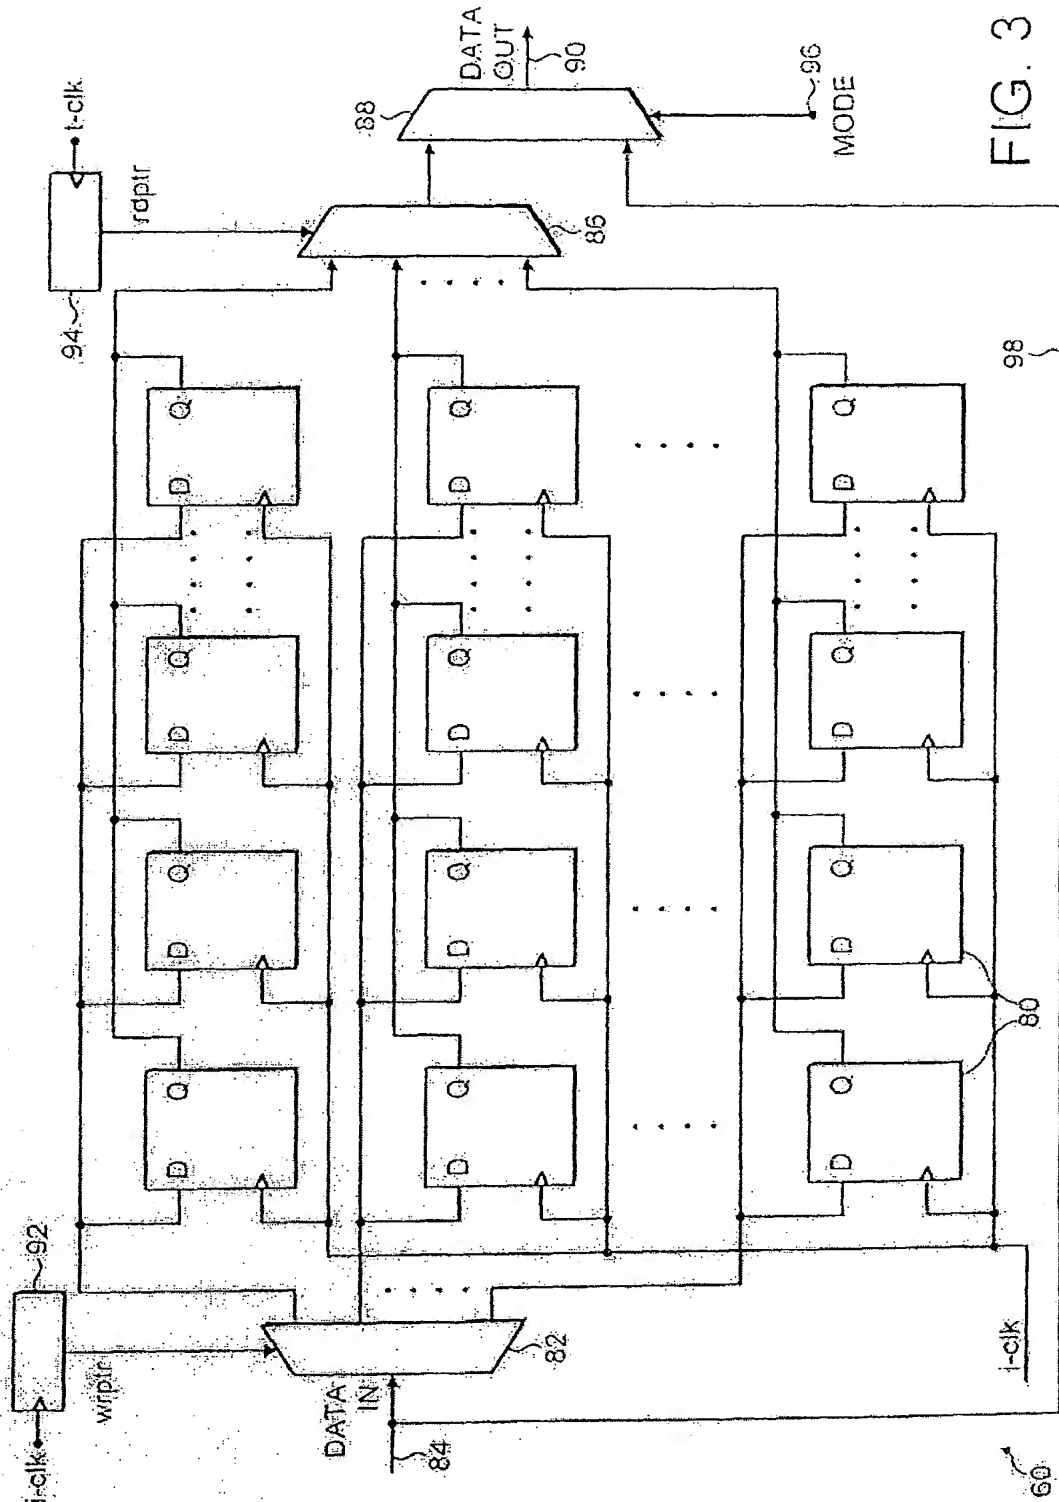 i-clk
92
94
t-clk
wrptr
rdptr
D Q D Q D Q D Q
DATA
IN
84
82
88
DATA
OUT
90
D Q D Q D Q D Q
86
96
MODE
D Q D Q D Q D Q
i-clk
80
98
60
FIG. 3